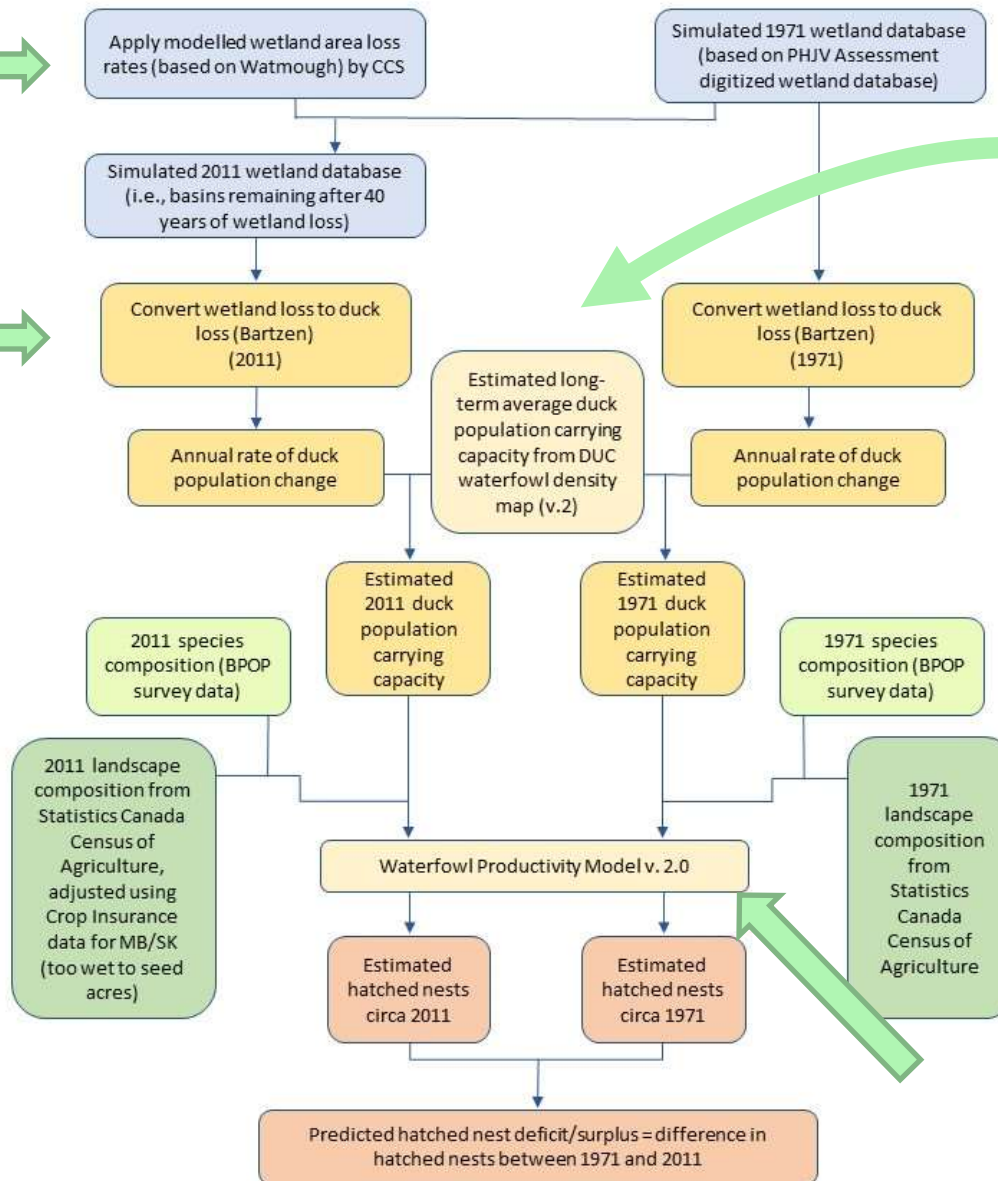 Apply modelled wetland area loss
rates (based on Watmough) by CCS
Simulated 1971 wetland database
(based on PHJV Assessment
digitized wetland database)
Simulated 2011 wetland database
(i.e., basins remaining after 40
years of wetland loss)
Convert wetland loss to duck
loss (Bartzen)
(2011)
Convert wetland loss to duck
loss (Bartzen)
(1971)
Estimated long-
term average duck
population carrying
capacity from DUC
waterfowl density
map (v.2)
Annual rate of duck
population change
Annual rate of duck
population change
Estimated
2011 duck
population
carrying
capacity
Estimated
1971 duck
population
carrying
capacity
2011 species
composition (BPOP
survey data)
1971 species
composition (BPOP
survey data)
2011 landscape
composition from
Statistics Canada
Census of
Agriculture,
adjusted using
Crop Insurance
data for MB/SK
(too wet to seed
acres)
1971
landscape
composition
from
Statistics
Canada
Census of
Agriculture
Waterfowl Productivity Model v. 2.0
Estimated
hatched nests
circa 2011
Estimated
hatched nests
circa 1971
Predicted hatched nest deficit/surplus = difference in
hatched nests between 1971 and 2011